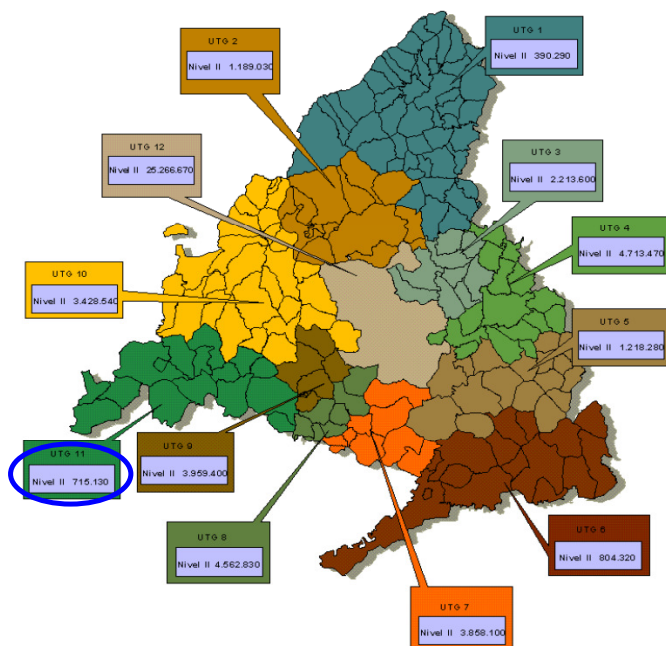 UTG 1
Nivel II 390.290
UTG 2
Nivel II 1.189.030
UTG 12
Nivel II 25.266.670
UTG 3
Nivel II 2.213.600
UTG 4
Nivel II 4.713.470
UTG 10
Nivel II 3.428.540
UTG 5
Nivel II 1.218.280
UTG 11
Nivel II 715.130
UTG 9
Nivel II 3.959.400
UTG 8
Nivel II 4.562.830
UTG 6
Nivel II 804.320
UTG 7
Nivel II 3.858.100